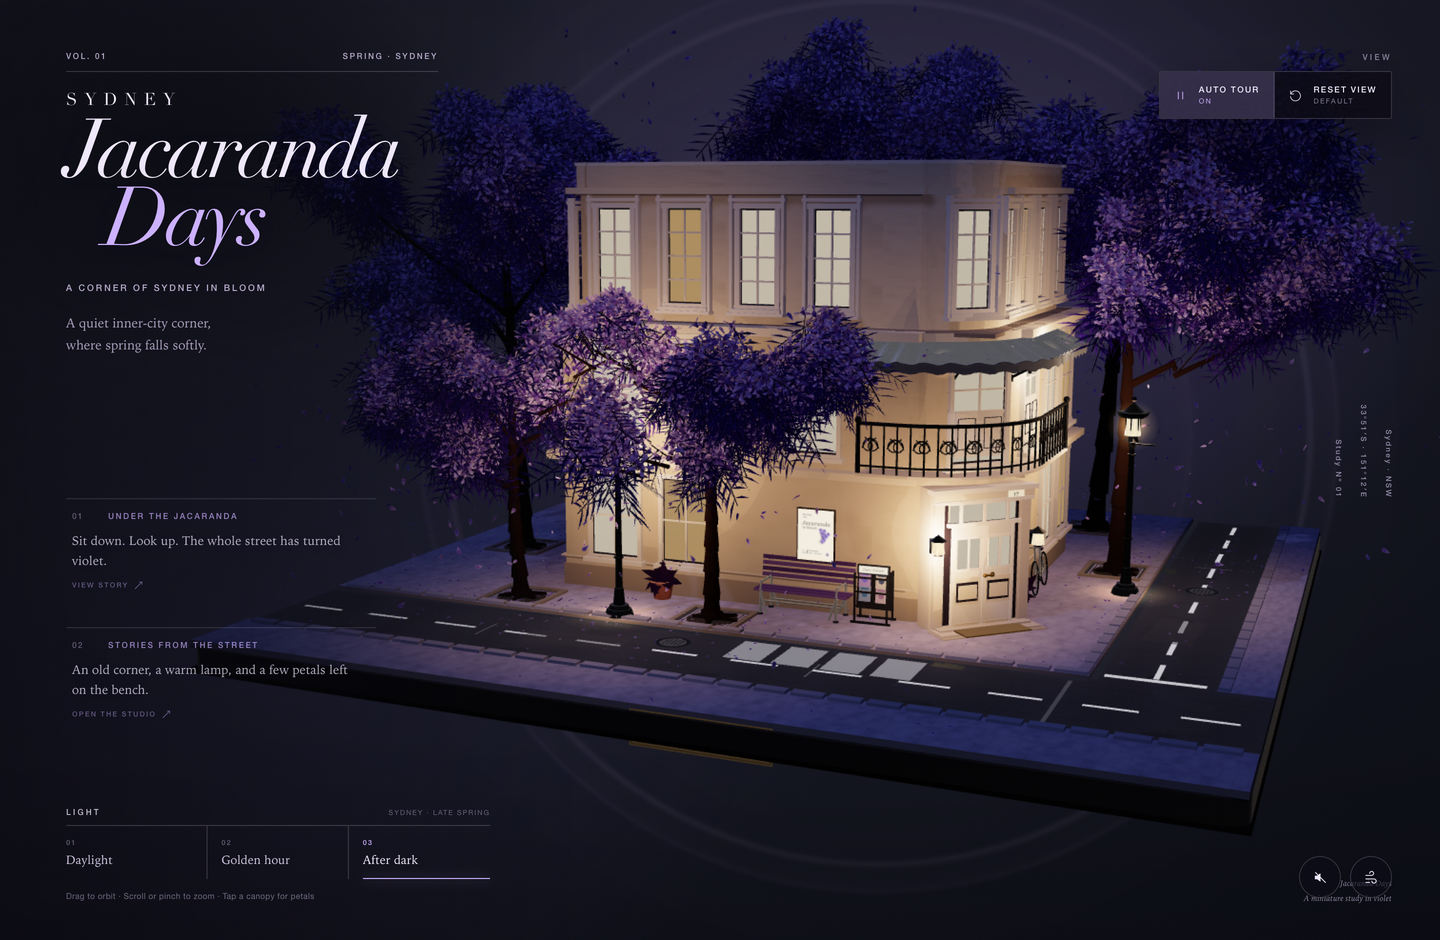 VOL. 01
SPRING · SYDNEY
SYDNEY
Jacaranda
Days
A CORNER OF SYDNEY IN BLOOM
A quiet inner-city corner,
where spring falls softly.
VIEW
AUTO TOUR
ON
RESET VIEW
DEFAULT
Sydney · NSW
33°51′S · 151°12′E
Study N° 01
01 UNDER THE JACARANDA
Sit down. Look up. The whole street has turned
violet.
VIEW STORY
02 STORIES FROM THE STREET
An old corner, a warm lamp, and a few petals left
on the bench.
OPEN THE STUDIO
Jacaranda
LIGHT
SYDNEY · LATE SPRING
01
Daylight
02
Golden hour
03
After dark
Drag to orbit · Scroll or pinch to zoom · Tap a canopy for petals
Jacaranda Days
A miniature study in violet